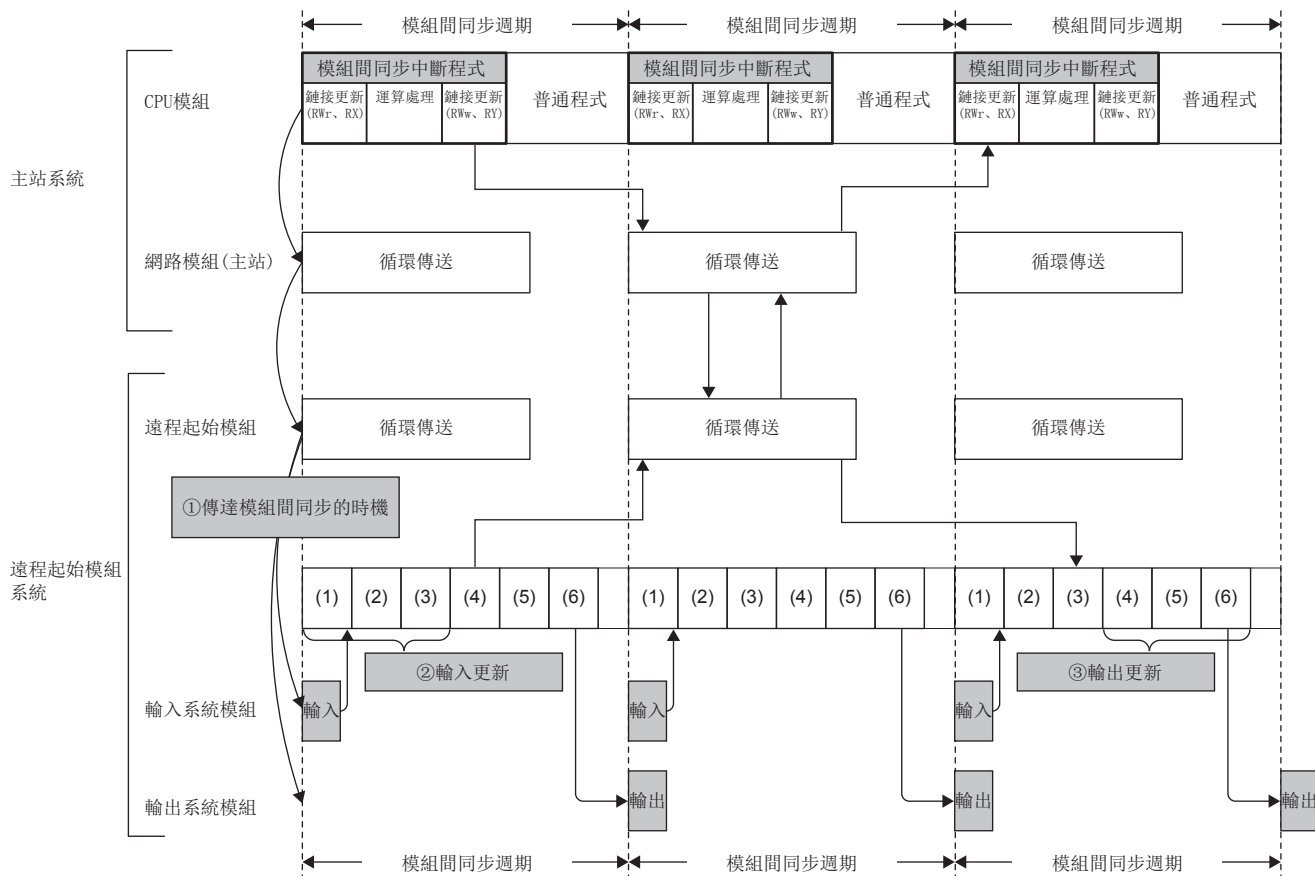 模組間同步週期 模組間同步週期 模組間同步週期
模組間同步中斷程式 模組間同步中斷程式 模組間同步中斷程式
CPU模組
鏈接更新 運算處理 鏈接更新 普通程式 鏈接更新 運算處理 鏈接更新 普通程式 鏈接更新 運算處理 鏈接更新 普通程式
(RWr、RX) (RWw、RY) (RWr、RX) (RWw、RY) (RWr、RX) (RWw、RY)
主站系統
網路模組(主站) 循環傳送 循環傳送 循環傳送
遠程起始模組 循環傳送 循環傳送 循環傳送
①傳達模組間同步的時機
遠程起始模組
系統
(1) (2) (3) (4) (5) (6) (1) (2) (3) (4) (5) (6) (1) (2) (3) (4) (5) (6)
②輸入更新 ③輸出更新
輸入系統模組 輸入 輸入 輸入
輸出系統模組 輸出 輸出 輸出
模組間同步週期 模組間同步週期 模組間同步週期